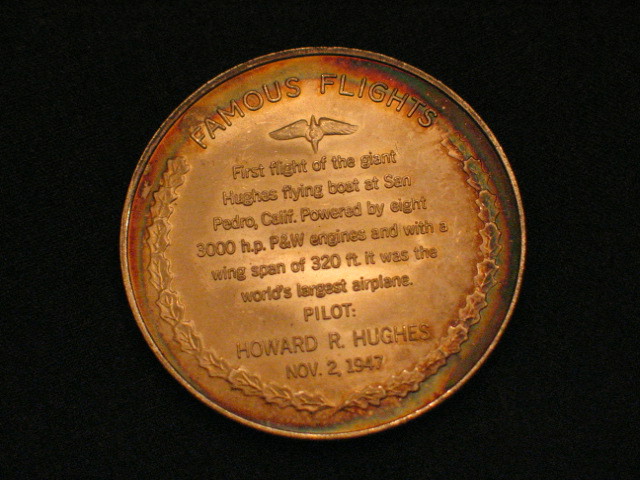 FAMOUS FLIGHTS
First flight of the giant
Hughes flying boat at San
Pedro, Calif. Powered by eight
3000 h.p. P&W engines and with a
wing span of 320 ft. it was the
world's largest airplane.
PILOT:
HOWARD R. HUGHES
NOV. 2, 1947